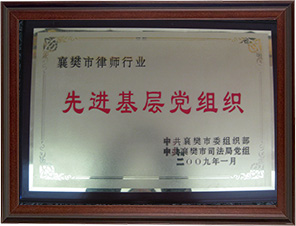 襄樊市律师行业
先进基层党组织
中共襄樊市委组织部
中共襄樊市司法局党组
二〇〇九年一月